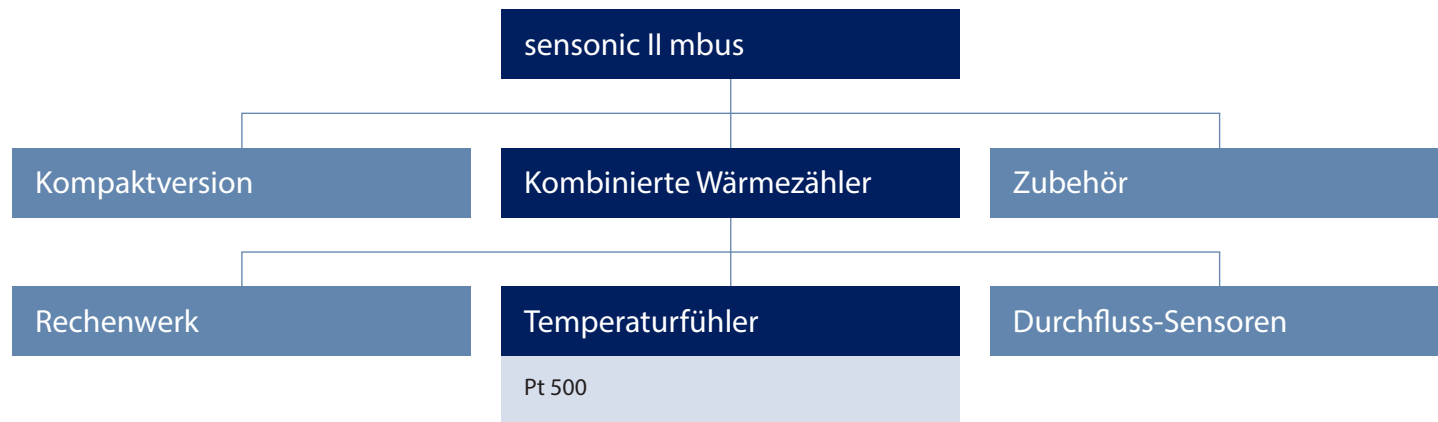 sensonic II mbus
Kompaktversion
Kombinierte Wärmezähler
Zubehör
Rechenwerk
Temperaturfühler
Durchfluss-Sensoren
Pt 500